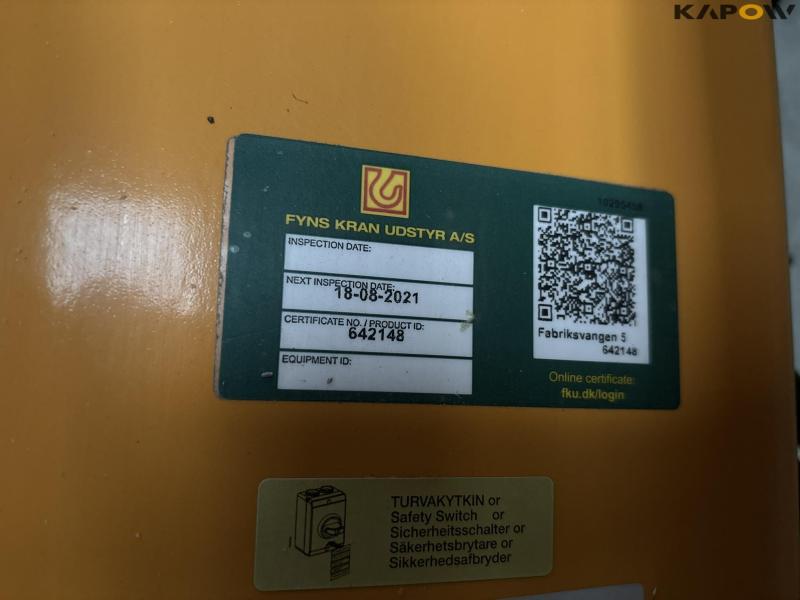 KAPOW
FYNS KRAN UDSTYR A/S
INSPECTION DATE:
NEXT INSPECTION DATE:
18-08-2021
CERTIFICATE NO. / PRODUCT ID:
642148
EQUIPMENT ID:
Fabriksvangen 5
642148
Online certificate:
fku.dk/login
TURVAKYTKIN or
Safety Switch or
Sicherheitsschalter or
Säkerhetsbrytare or
Sikkerhedsafbryder